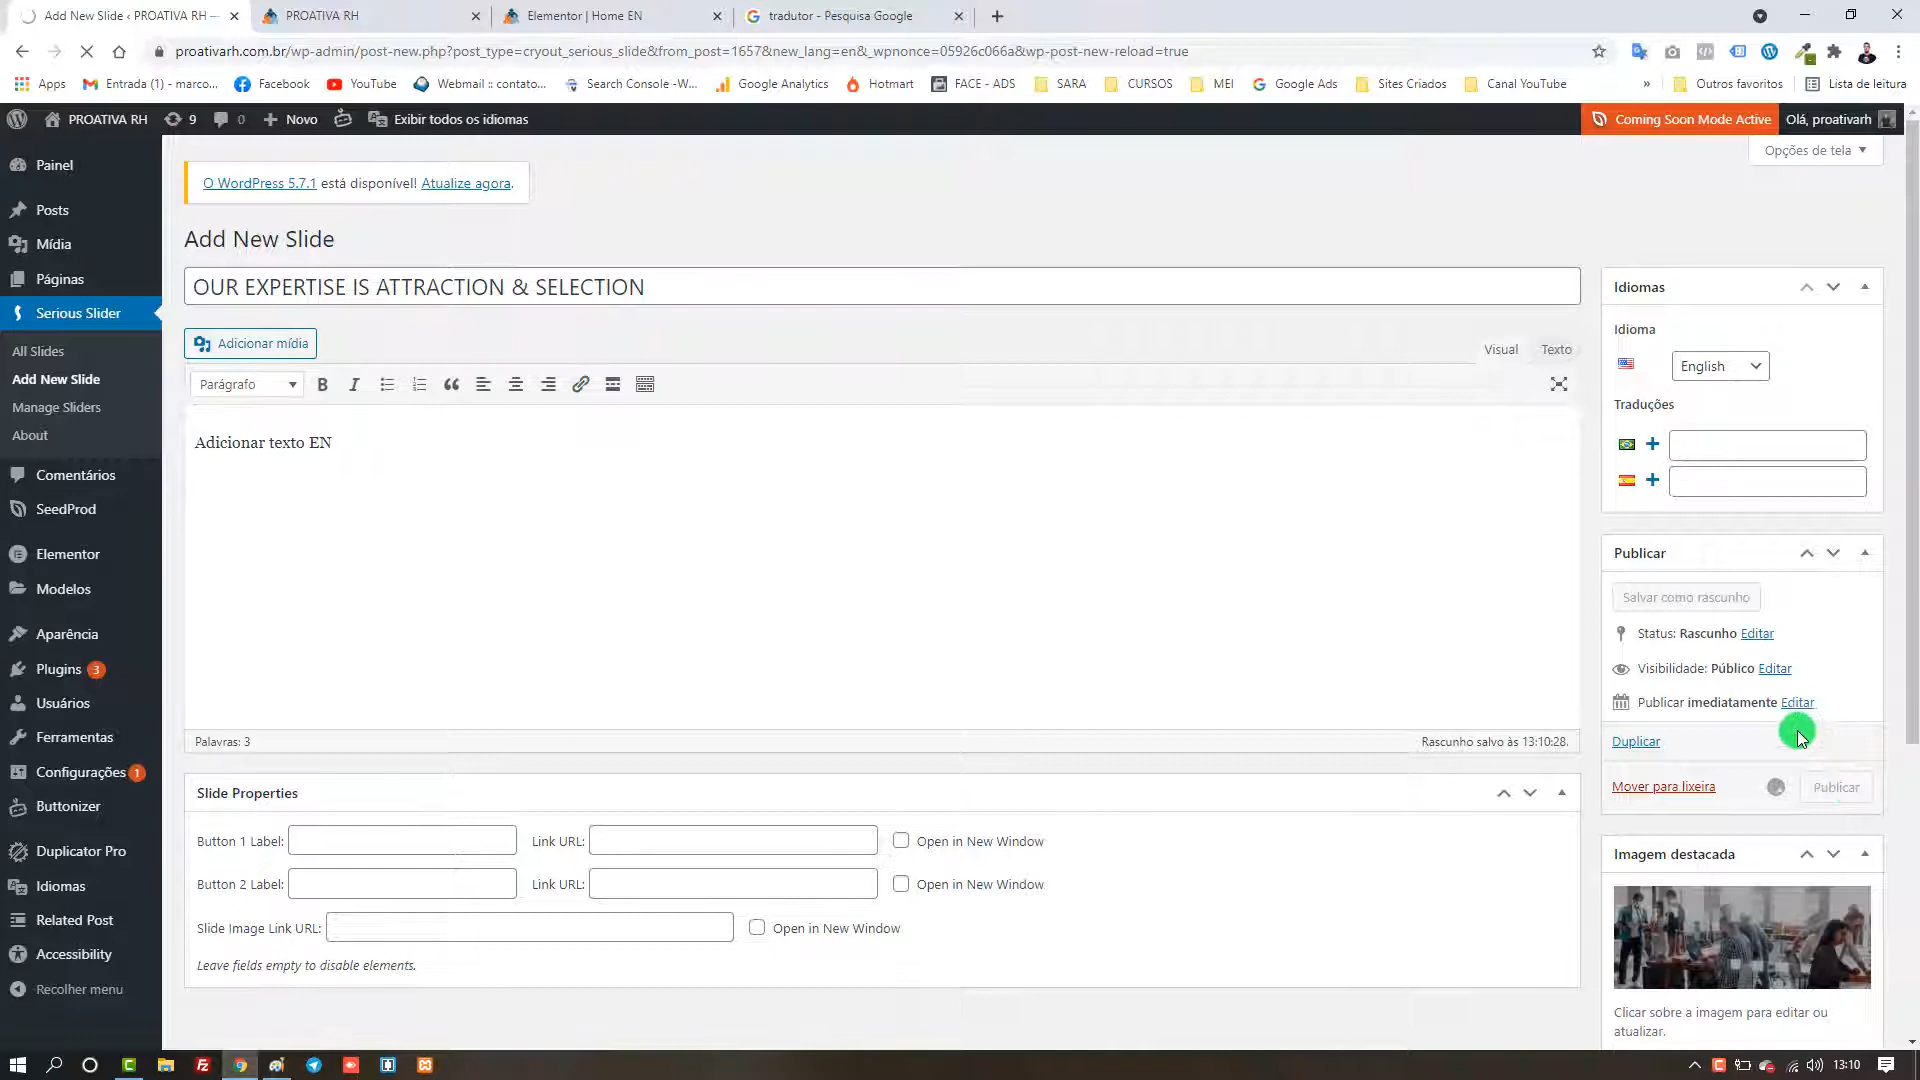 Add New Slide ‹ PROATIVA RH —
PROATIVA RH
Elementor | Home EN
tradutor - Pesquisa Google
proativarh.com.br/wp-admin/post-new.php?post_type=cryout_serious_slide&from_post=1657&new_lang=en&_wpnonce=05926c066a&wp-post-new-reload=true
Apps
Entrada (1) - marco...
Facebook
YouTube
Webmail :: contato...
Search Console -W...
Google Analytics
Hotmart
FACE - ADS
SARA
CURSOS
MEI
Google Ads
Sites Criados
Canal YouTube
»
Outros favoritos
Lista de leitura
PROATIVA RH
9
0
Novo
Exibir todos os idiomas
Coming Soon Mode Active
Olá, proativarh
Opções de tela
Painel
Posts
Mídia
Páginas
Serious Slider
All Slides
Add New Slide
Manage Sliders
About
Comentários
SeedProd
Elementor
Modelos
Aparência
Plugins 3
Usuários
Ferramentas
Configurações 1
Buttonizer
Duplicator Pro
Idiomas
Related Post
Accessibility
Recolher menu
O WordPress 5.7.1 está disponível! Atualize agora.
Add New Slide
OUR EXPERTISE IS ATTRACTION & SELECTION
Adicionar mídia
Visual
Texto
Parágrafo
B I
Adicionar texto EN
Palavras: 3
Rascunho salvo às 13:10:28.
Slide Properties
Button 1 Label:
Link URL:
Open in New Window
Button 2 Label:
Link URL:
Open in New Window
Slide Image Link URL:
Open in New Window
Leave fields empty to disable elements.
Idiomas
Idioma
English
Traduções
Publicar
Salvar como rascunho
Status: Rascunho Editar
Visibilidade: Público Editar
Publicar imediatamente Editar
Duplicar
Mover para lixeira
Publicar
Imagem destacada
Clicar sobre a imagem para editar ou
atualizar.
13:10